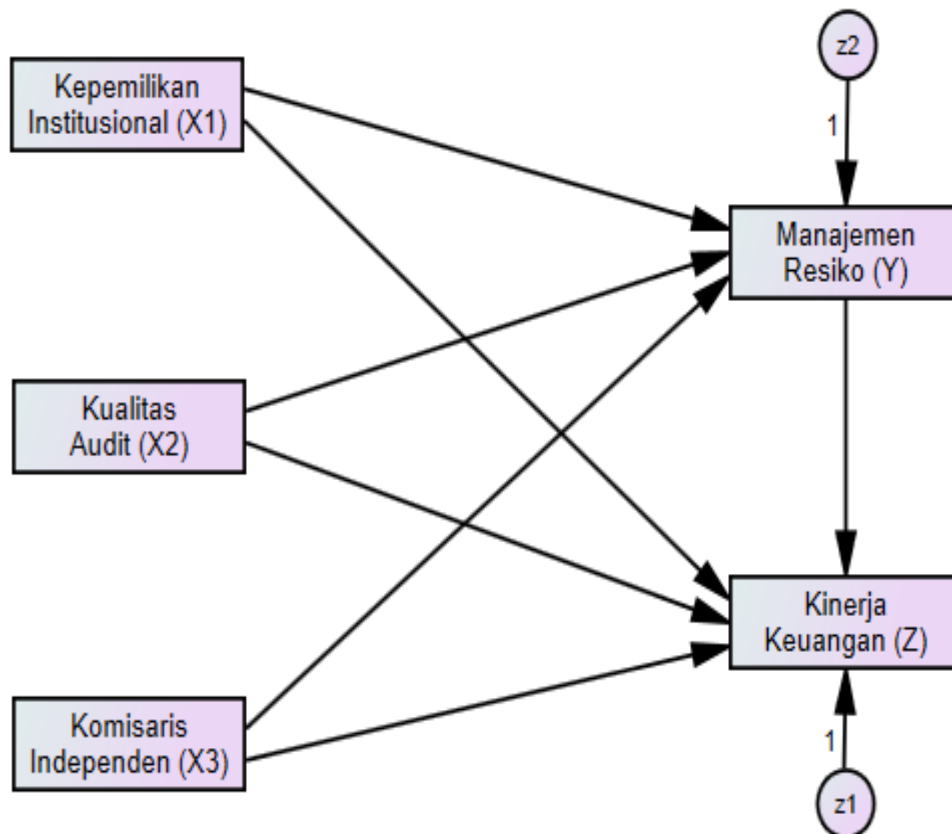 z2
Kepemilikan
Institusional (X1)
1
Manajemen
Resiko (Y)
Kualitas
Audit (X2)
Kinerja
Keuangan (Z)
Komisaris
Independen (X3)
1
z1